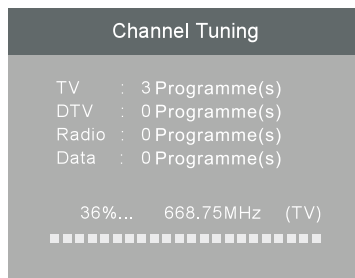 Channel Tuning
TV : 3 Programme(s)
DTV : 0 Programme(s)
Radio : 0 Programme(s)
Data : 0 Programme(s)
36%... 668.75MHz (TV)